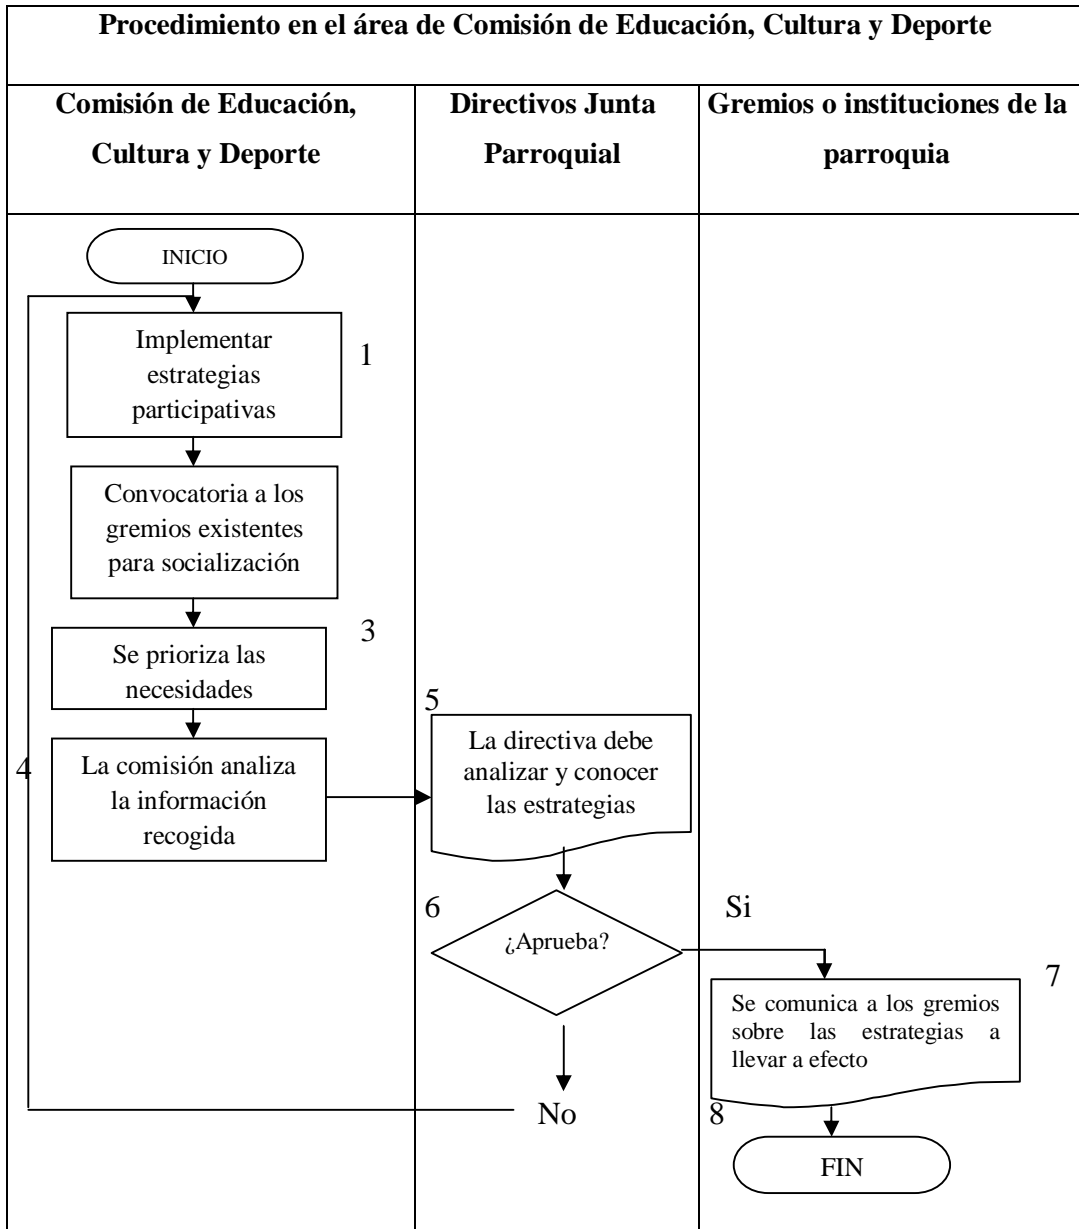 Procedimiento en el área de Comisión de Educación, Cultura y Deporte
Comisión de Educación,
Cultura y Deporte
Directivos Junta
Parroquial
Gremios o instituciones de la
parroquia
INICIO
Implementar
estrategias
participativas
1
Convocatoria a los
gremios existentes
para socialización
3
Se prioriza las
necesidades
4
La comisión analiza
la información
recogida
5
La directiva debe
analizar y conocer
las estrategias
6
¿Aprueba?
Si
No
7
Se comunica a los gremios
sobre las estrategias a
llevar a efecto
8
FIN